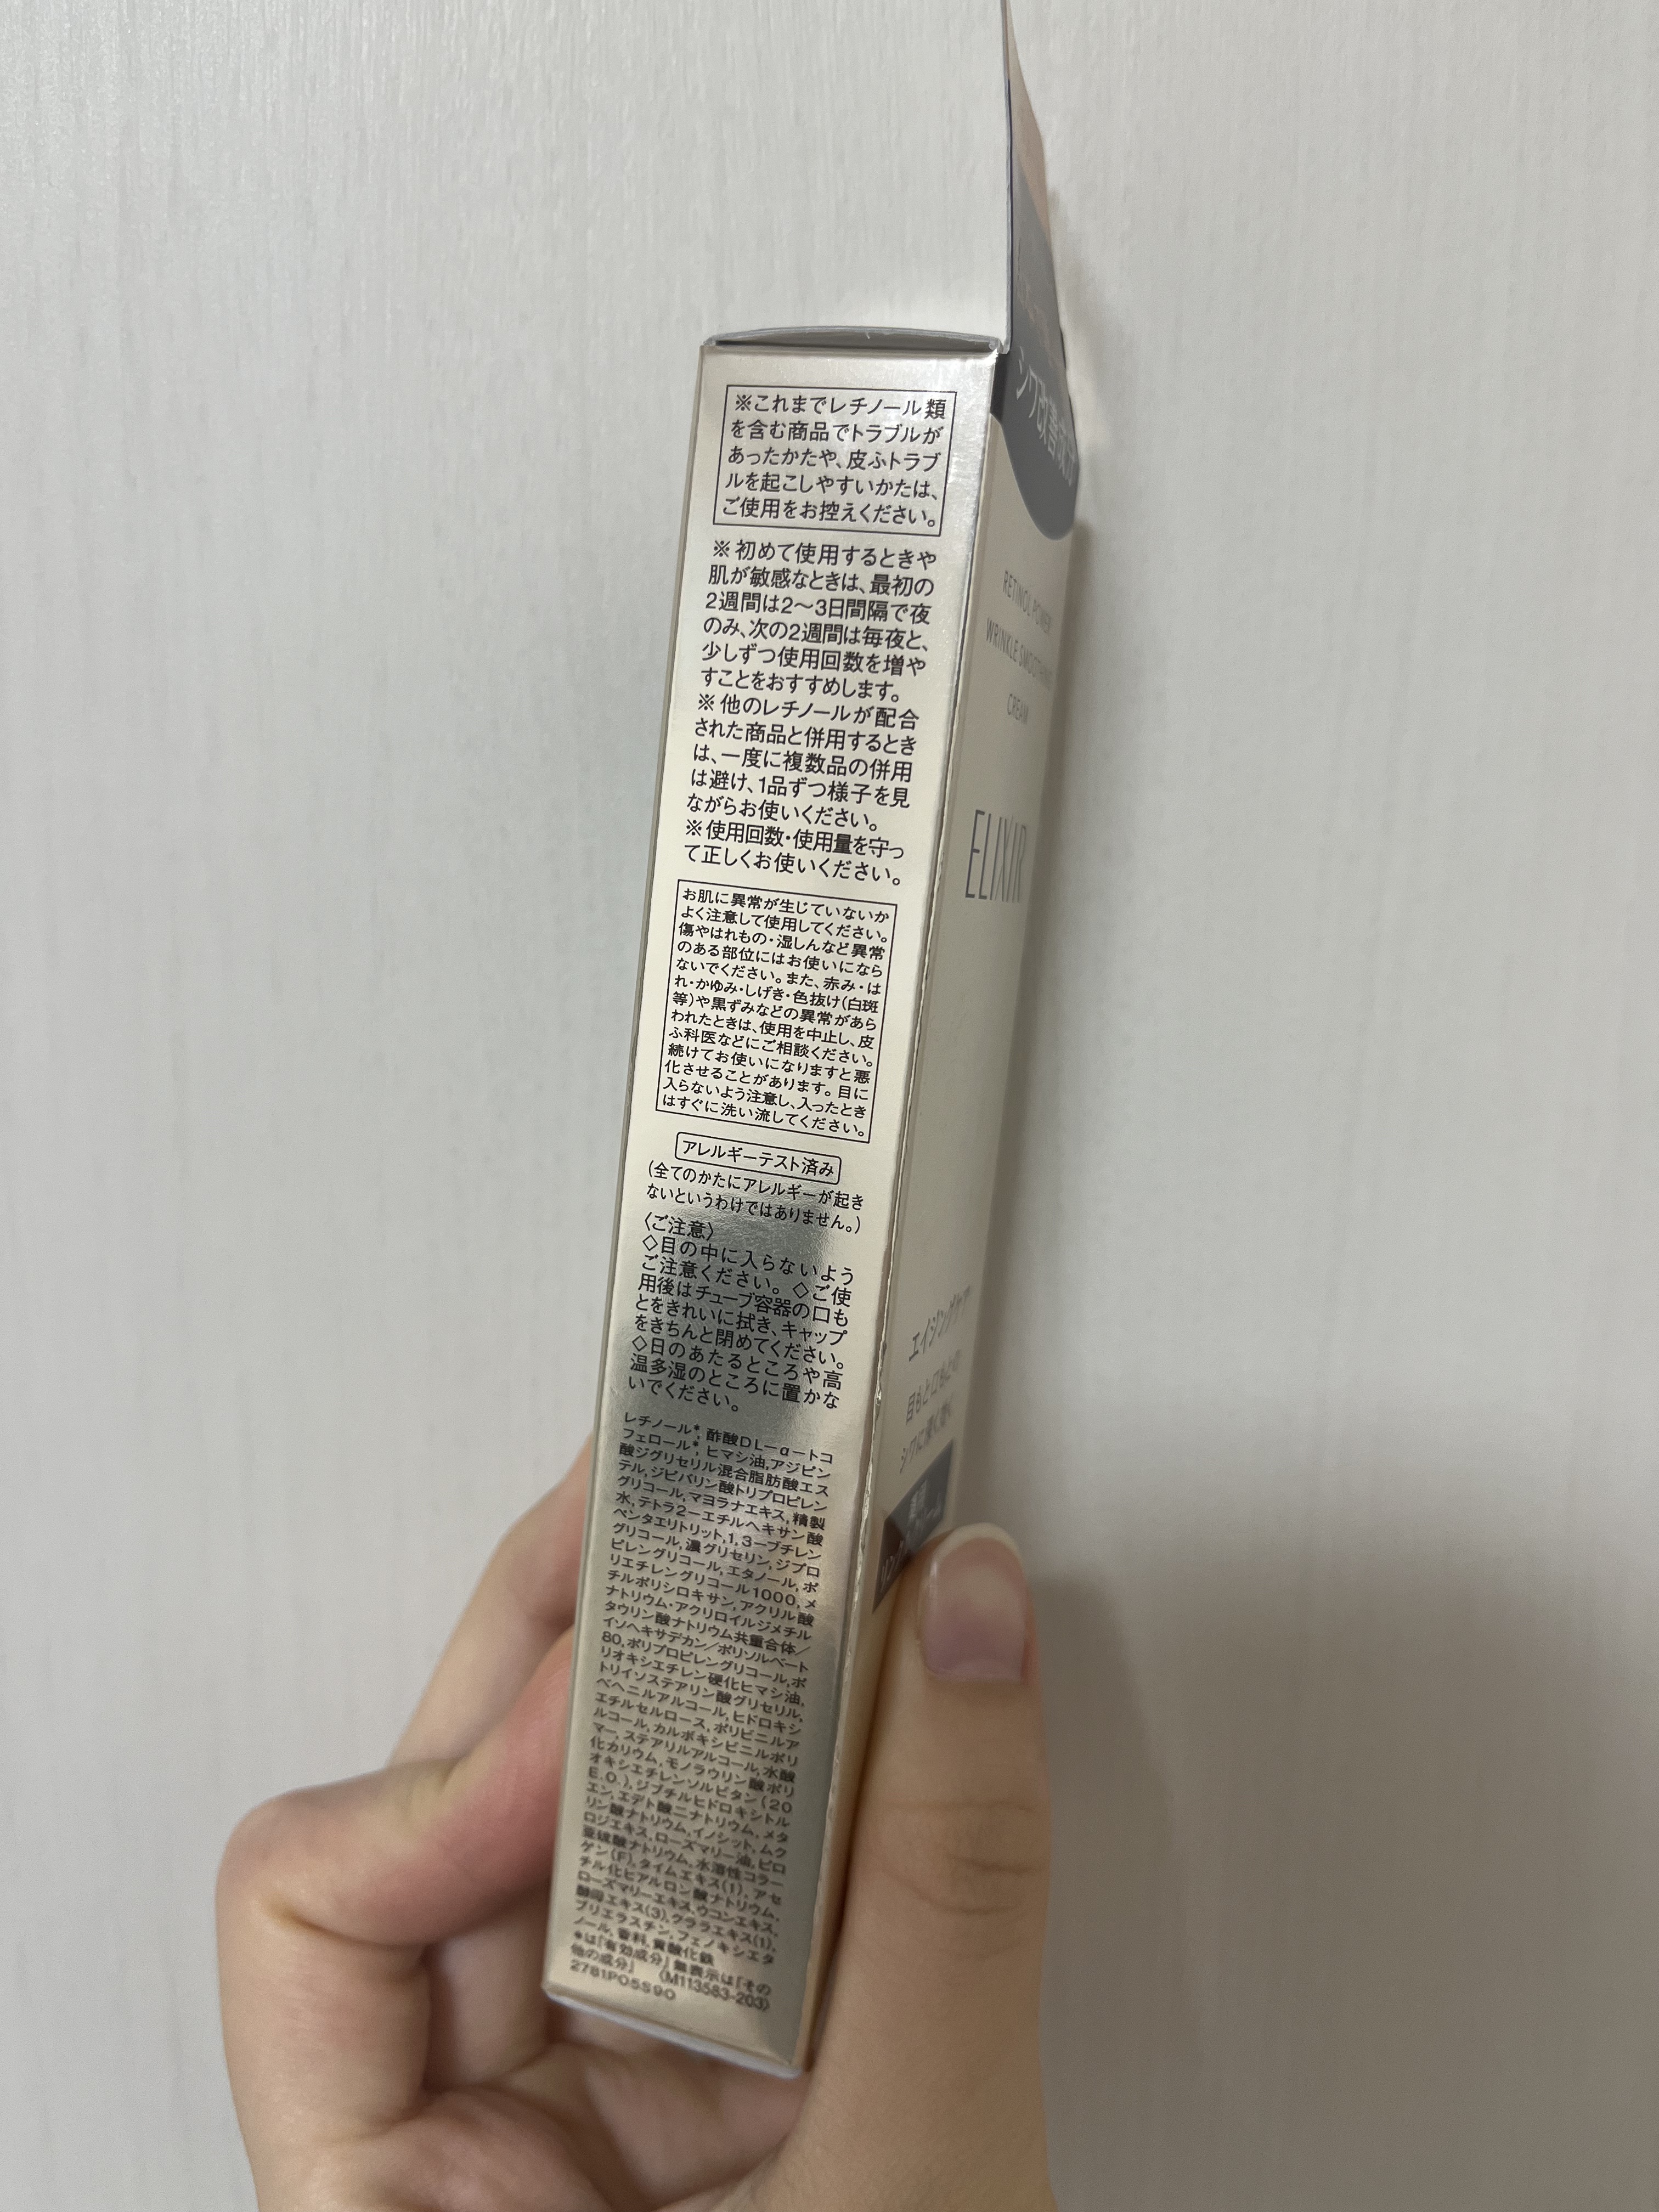 ※これまでレチノール類
を含む商品でトラブルが
あったかたや、皮ふトラブ
ルを起こしやすいかたは、
ご使用をお控えください。
※初めて使用するときや
肌が敏感なときは、最初の
2週間は2～3日間隔で夜
のみ、次の2週間は毎夜と、
少しずつ使用回数を増や
すことをおすすめします。
※他のレチノールが配合
された商品と併用するとき
は、一度に複数品の併用
は避け、1品ずつ様子を見
ながらお使いください。
※使用回数・使用量を守っ
て正しくお使いください。
お肌に異常が生じていないか
よく注意して使用してください。
傷やはれもの・湿しんなど異常
のある部位にはお使いになら
ないでください。また、赤み・は
れ・かゆみ・しげき・色抜け(白斑
等)や黒ずみなどの異常があら
われたときは、使用を中止し、皮
ふ科医などにご相談ください。
続けてお使いになりますと悪
化させることがあります。目に
入らないよう注意し、入ったとき
はすぐに洗い流してください。
アレルギーテスト済み
(全てのかたにアレルギーが起き
ないというわけではありません。)
〈ご注意〉
◇目の中に入らないよう
ご注意ください。◇ご使
用後はチューブ容器の口も
とをきれいに拭き、キャップ
をきちんと閉めてください。
◇日のあたるところや高
温多湿のところに置かな
いでください。
レチノール*,酢酸DL－α－トコ
フェロール*,ヒマシ油,アジピン
酸ジグリセリル混合脂肪酸エス
テル,ジピバリン酸トリプロピレン
グリコール,マヨラナエキス,精製
水,テトラ2－エチルヘキサン酸
ペンタエリトリット,1,3－ブチレン
グリコール,濃グリセリン,ジプロ
ピレングリコール,エタノール,ポ
リエチレングリコール1000,メ
チルポリシロキサン,アクリル酸
ナトリウム・アクリロイルジメチル
タウリン酸ナトリウム共重合体／
イソヘキサデカン／ポリソルベート
80,ポリプロピレングリコール,ポ
リオキシエチレン硬化ヒマシ油,
トリイソステアリン酸グリセリル,
ベヘニルアルコール,ヒドロキシ
エチルセルロース,ポリビニルア
ルコール,カルボキシビニルポリ
マー,ステアリルアルコール,水酸
化カリウム,モノラウリン酸ポリ
オキシエチレンソルビタン(20
E.O.),ジブチルヒドロキシトル
エン,エデト酸二ナトリウム,メタ
リン酸ナトリウム,イノシット,ムク
ロジエキス,ローズマリー油,ピロ
亜硫酸ナトリウム,水溶性コラー
ゲン(F),タイムエキス(1),アセ
チル化ヒアルロン酸ナトリウム,
ローズマリーエキス,ウコンエキス,
酵母エキス(3),クララエキス(1),
プリエラスチン,フェノキシエタ
ノール,香料,黄酸化鉄
*は「有効成分」無表示は「その
他の成分」 〈M113583-203〉
2781PO5S90
シワ改善
RETINOL POWER
WRINKLE SMOOTHING
CREAM
ELIXIR
エイジングケア